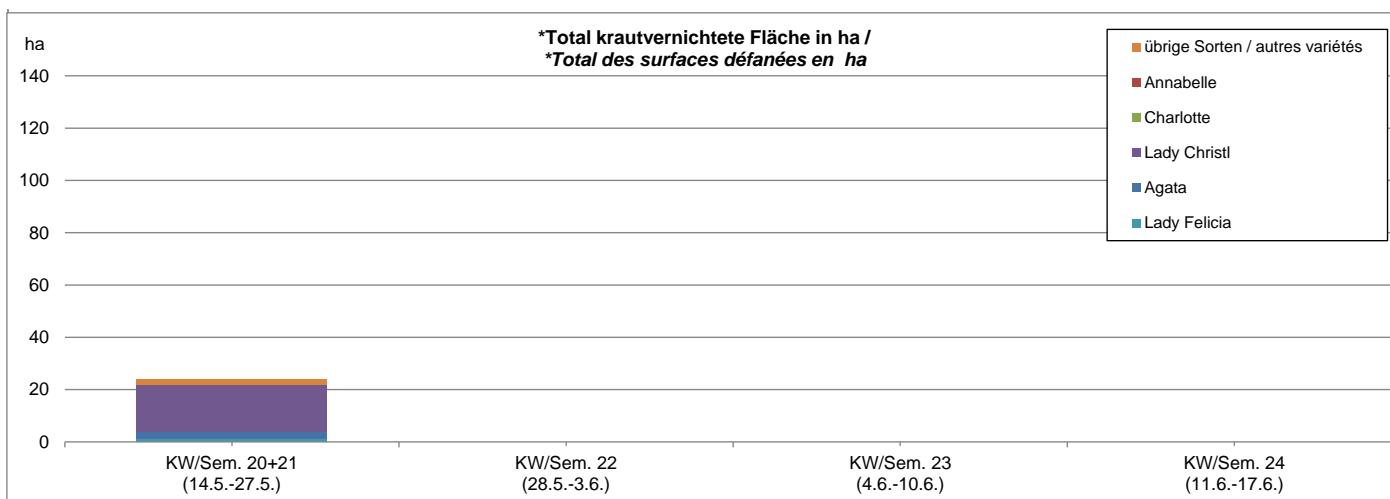 *Total krautvernichtete Fläche in ha /
*Total des surfaces défanées en  ha
ha
140
120
100
80
60
40
20
0
übrige Sorten / autres variétés
Annabelle
Charlotte
Lady Christl
Agata
Lady Felicia
KW/Sem. 20+21
(14.5.-27.5.)
KW/Sem. 22
(28.5.-3.6.)
KW/Sem. 23
(4.6.-10.6.)
KW/Sem. 24
(11.6.-17.6.)